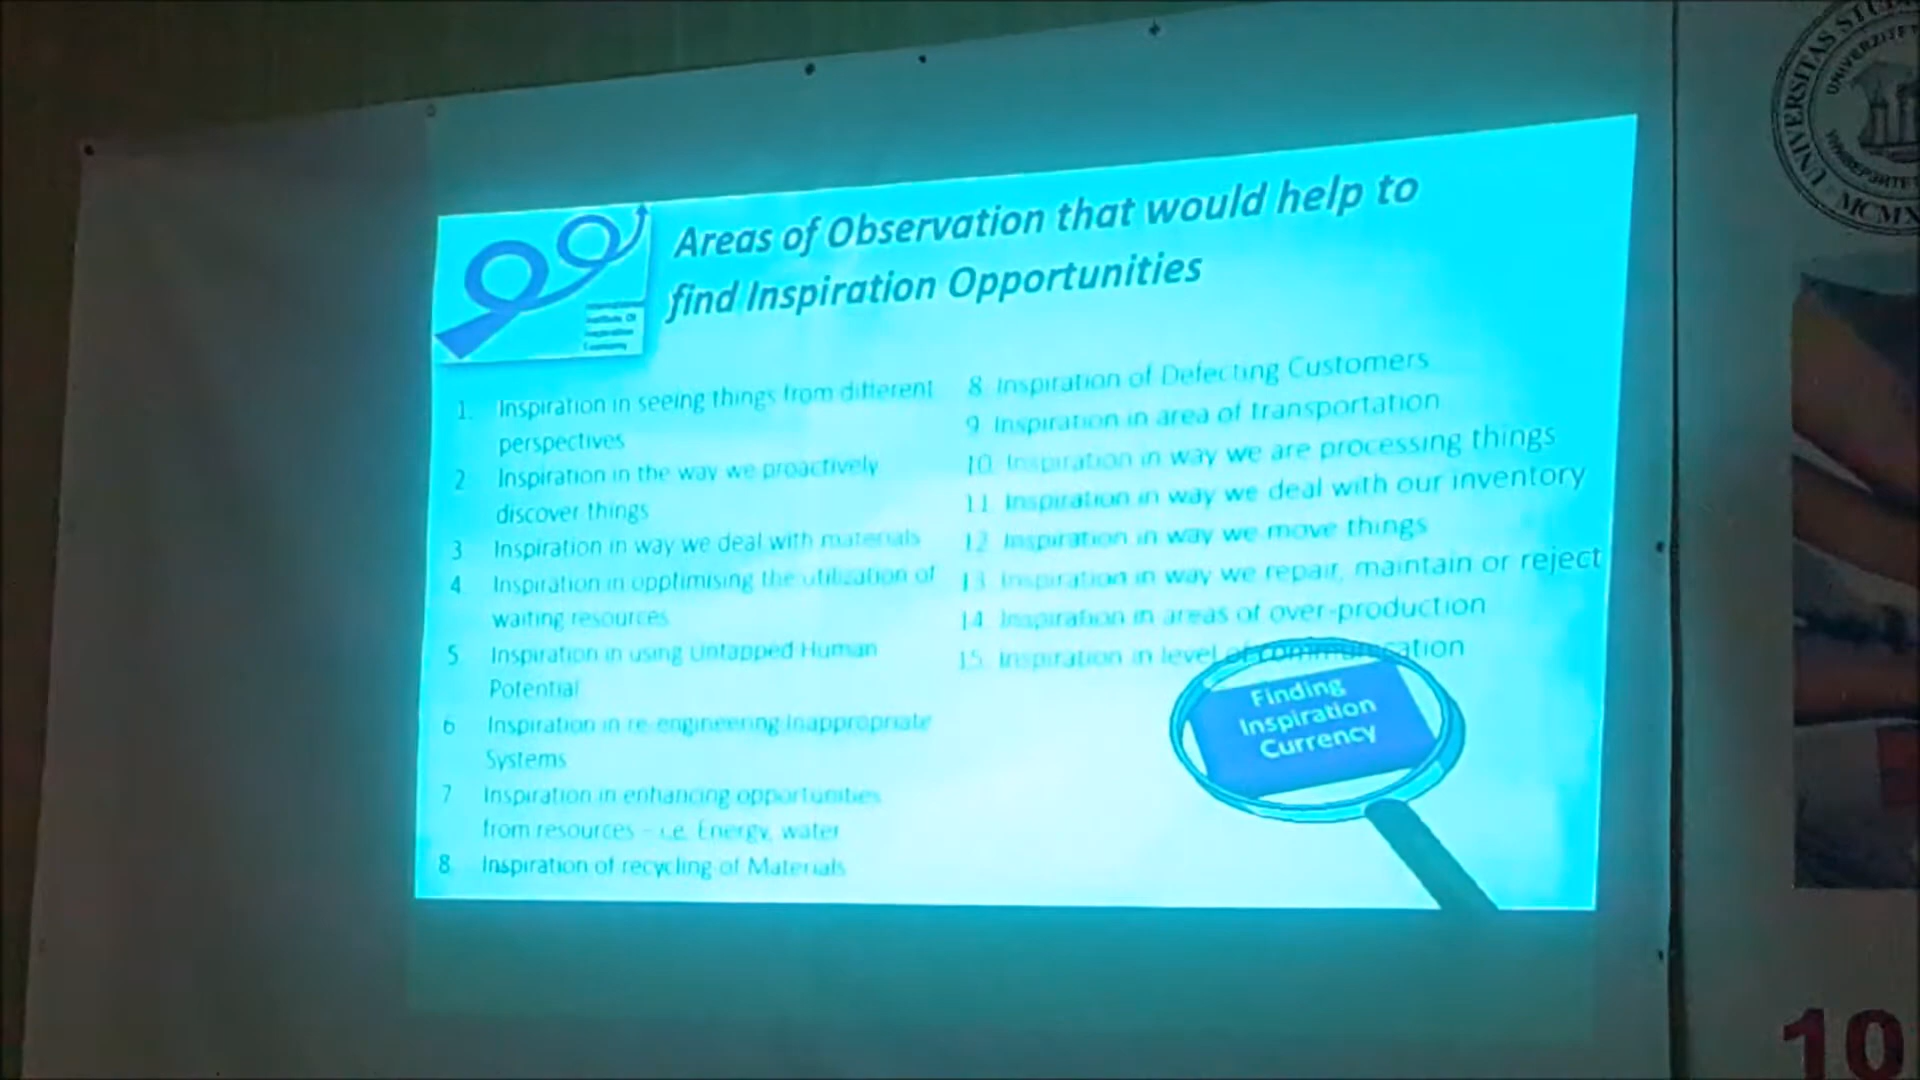 Areas of Observation that would help to
find Inspiration Opportunities
Institute Of
Inspiration
Economy
1. Inspiration in seeing things from different
perspectives
2 Inspiration in the way we proactively
discover things
3 Inspiration in way we deal with materials
4 Inspiration in opptimising the utilization of
waiting resources
5 Inspiration in using Untapped Human
Potential
6 Inspiration in re-engineering Inappropriate
Systems
7 Inspiration in enhancing opportunities
from resources – i.e. Energy, water
8 Inspiration of recycling of Materials
8. Inspiration of Defecting Customers
9. Inspiration in area of transportation
10. Inspiration in way we are processing things
11. Inspiration in way we deal with our inventory
12. Inspiration in way we move things
13. Inspiration in way we repair, maintain or reject
14. Inspiration in areas of over-production
15. Inspiration in level of communication
Finding
Inspiration
Currency
UNIVERSITAS
MCMX
10